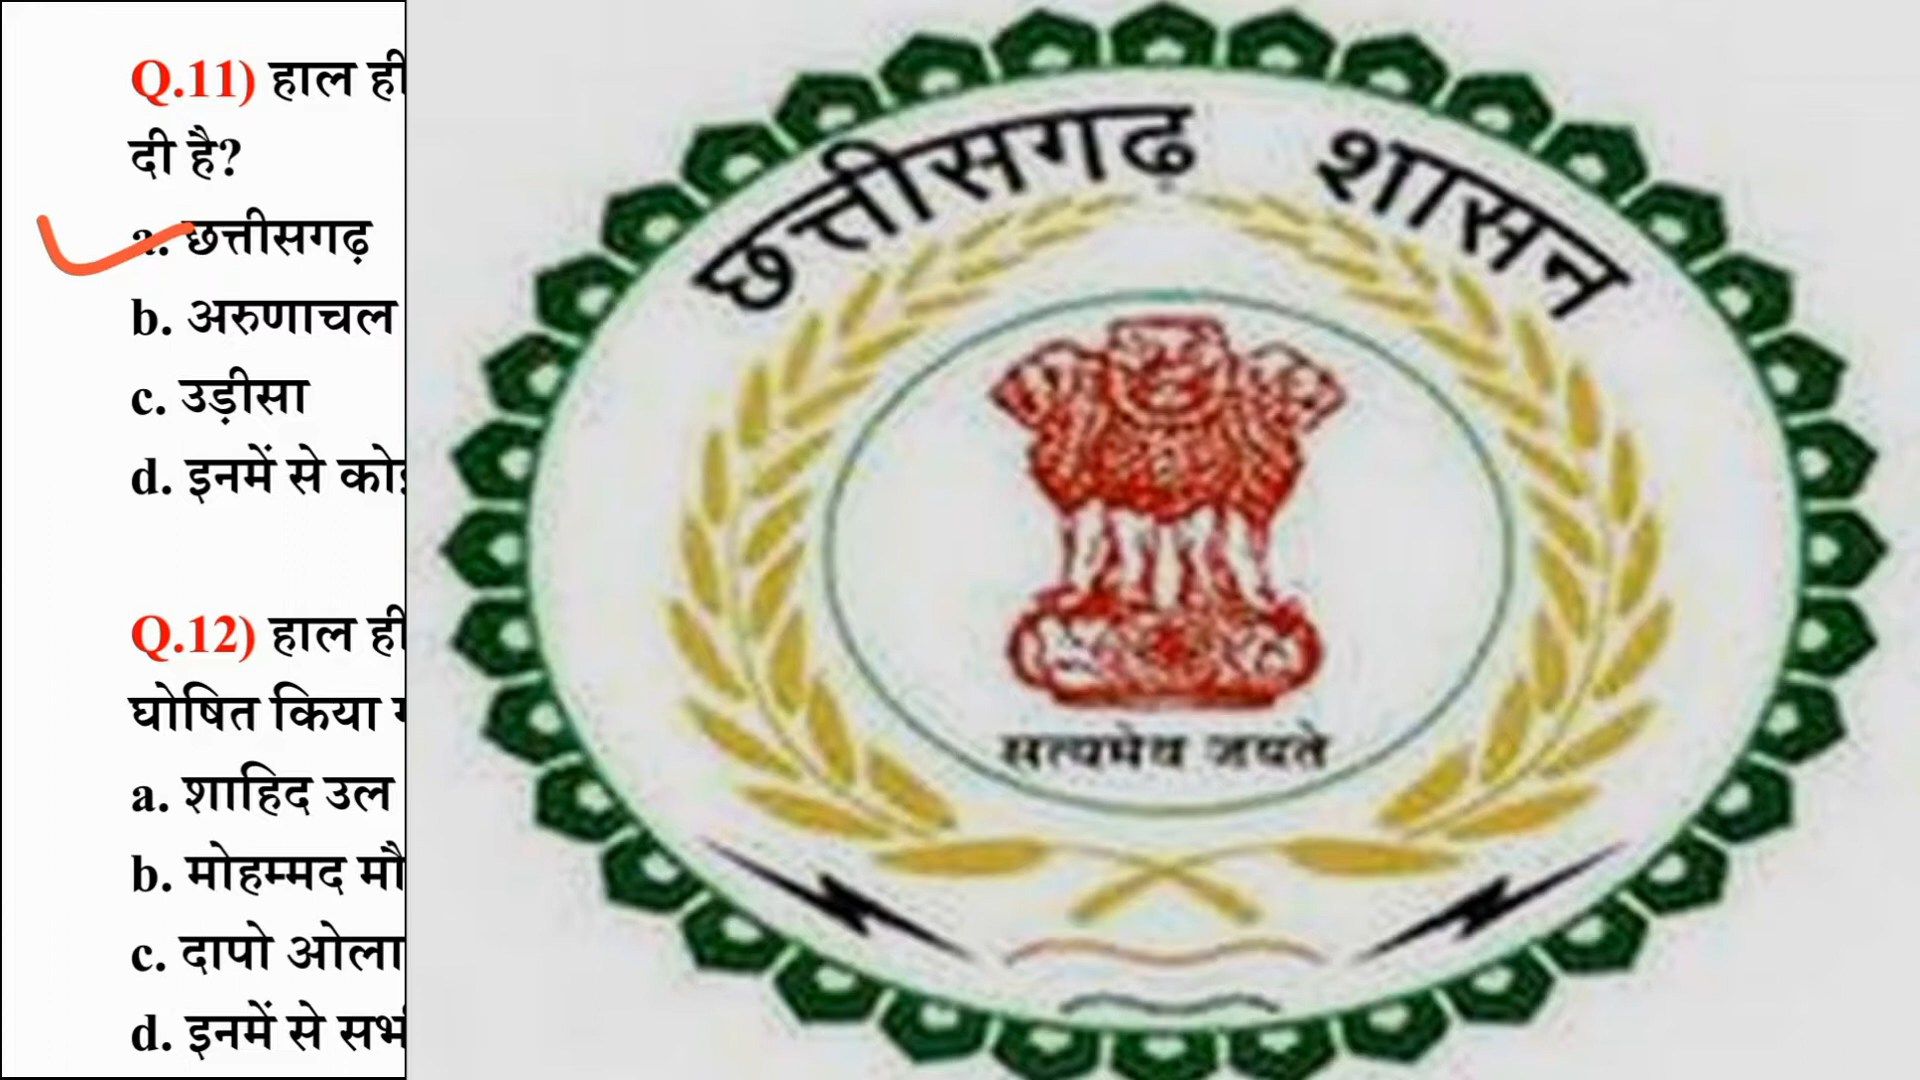 Q.11) हाल ही
दी है?
a. छत्तीसगढ़
b. अरुणाचल
c. उड़ीसा
d. इनमें से
Q.12) हाल ही
घोषित किया
a. शाहिद उल
b. मोहम्मद
c. दापो ओला
d. इनमें से
छत्तीसगढ़ शासन
सत्यमेव जयते